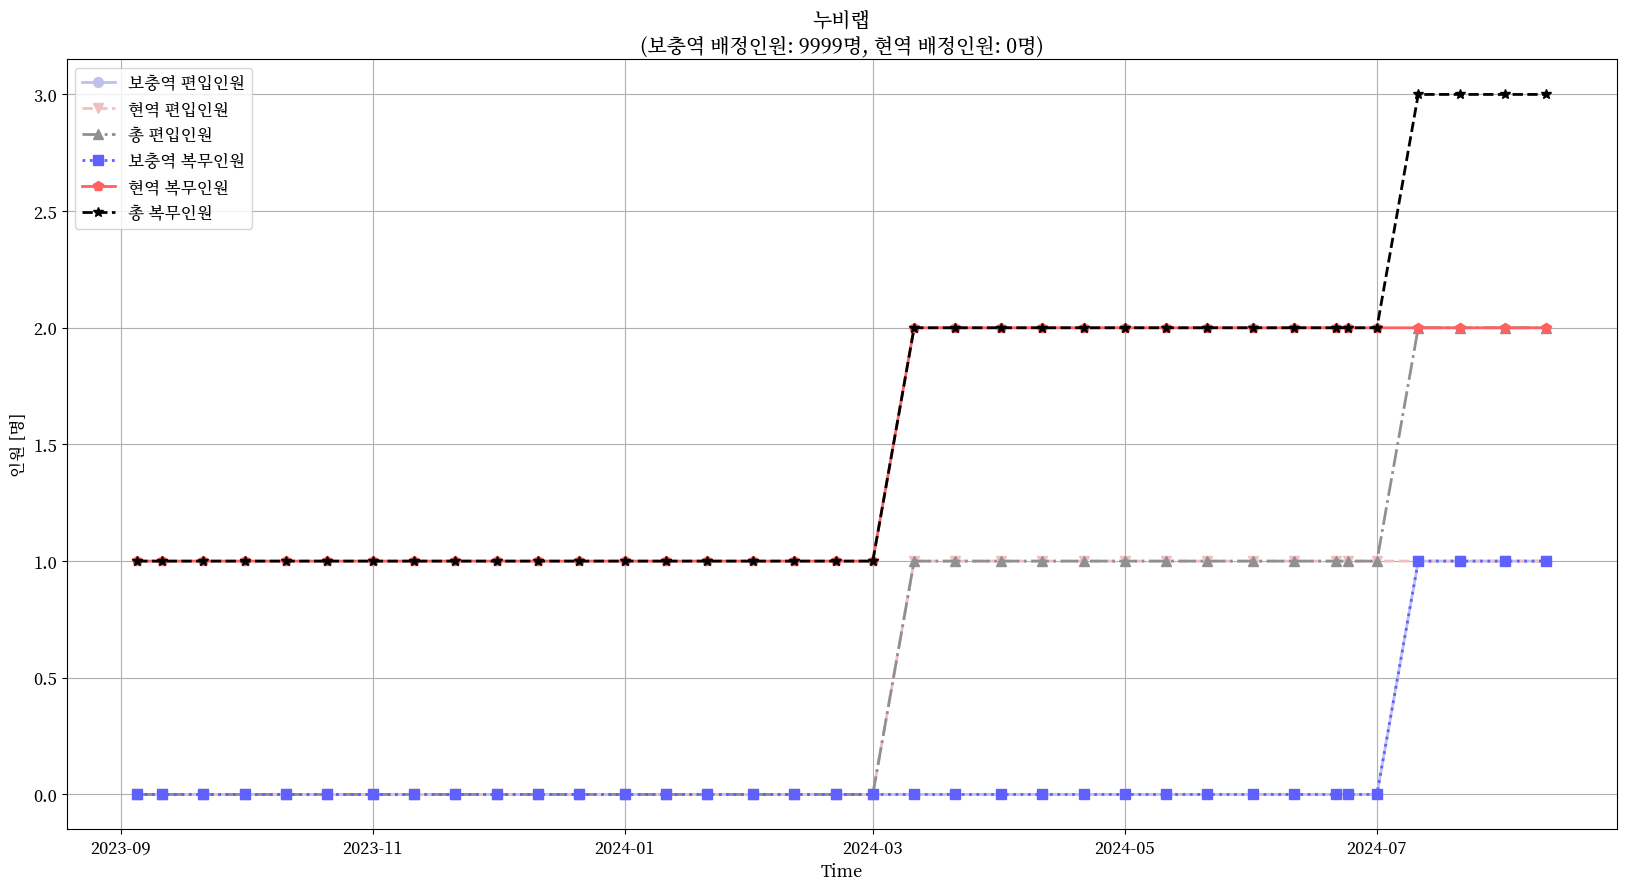 누비랩
(보충역 배정인원: 9999명, 현역 배정인원: 0명)
보충역 편입인원
현역 편입인원
총 편입인원
보충역 복무인원
현역 복무인원
총 복무인원
인원 [명]
3.0
2.5
2.0
1.5
1.0
0.5
0.0
2023-09
2023-11
2024-01
2024-03
2024-05
2024-07
Time